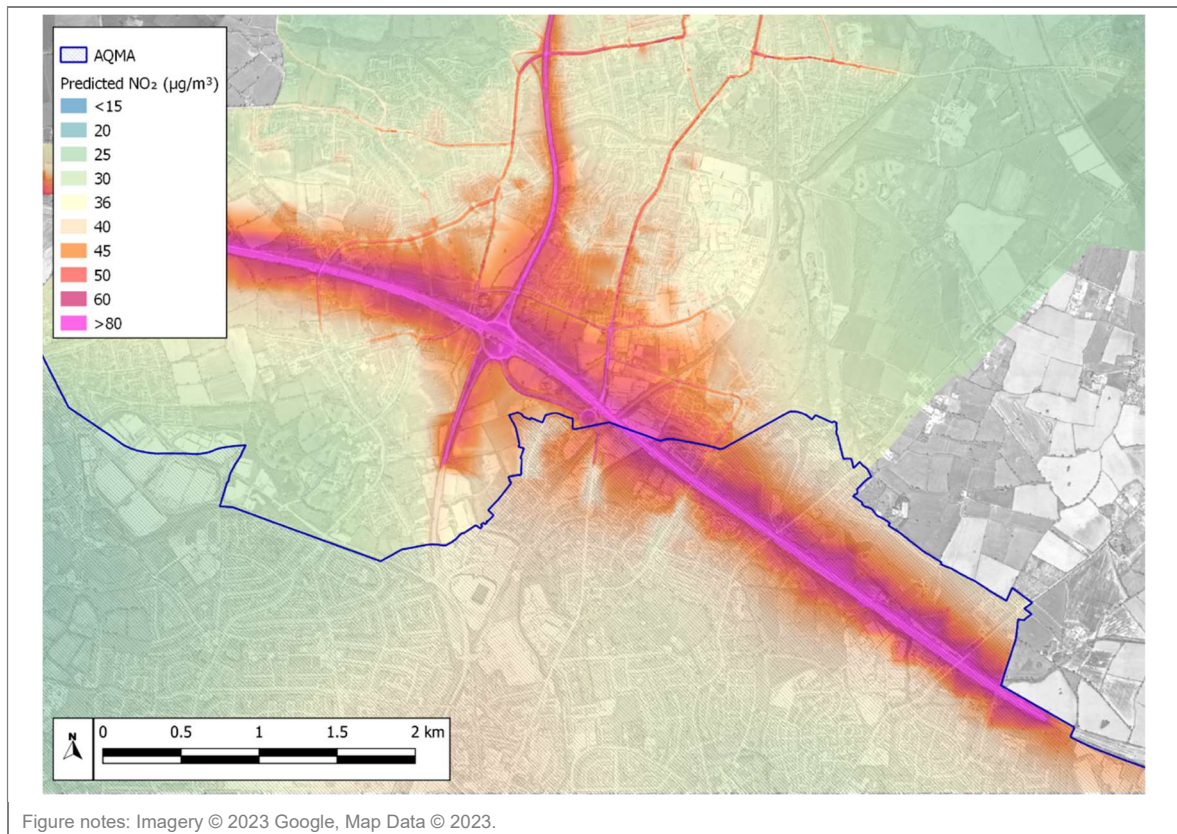 AQMA
Predicted NO₂ (µg/m³)
<15
20
25
30
36
40
45
50
60
>80
N
0 0.5 1 1.5 2 km
Figure notes: Imagery © 2023 Google, Map Data © 2023.